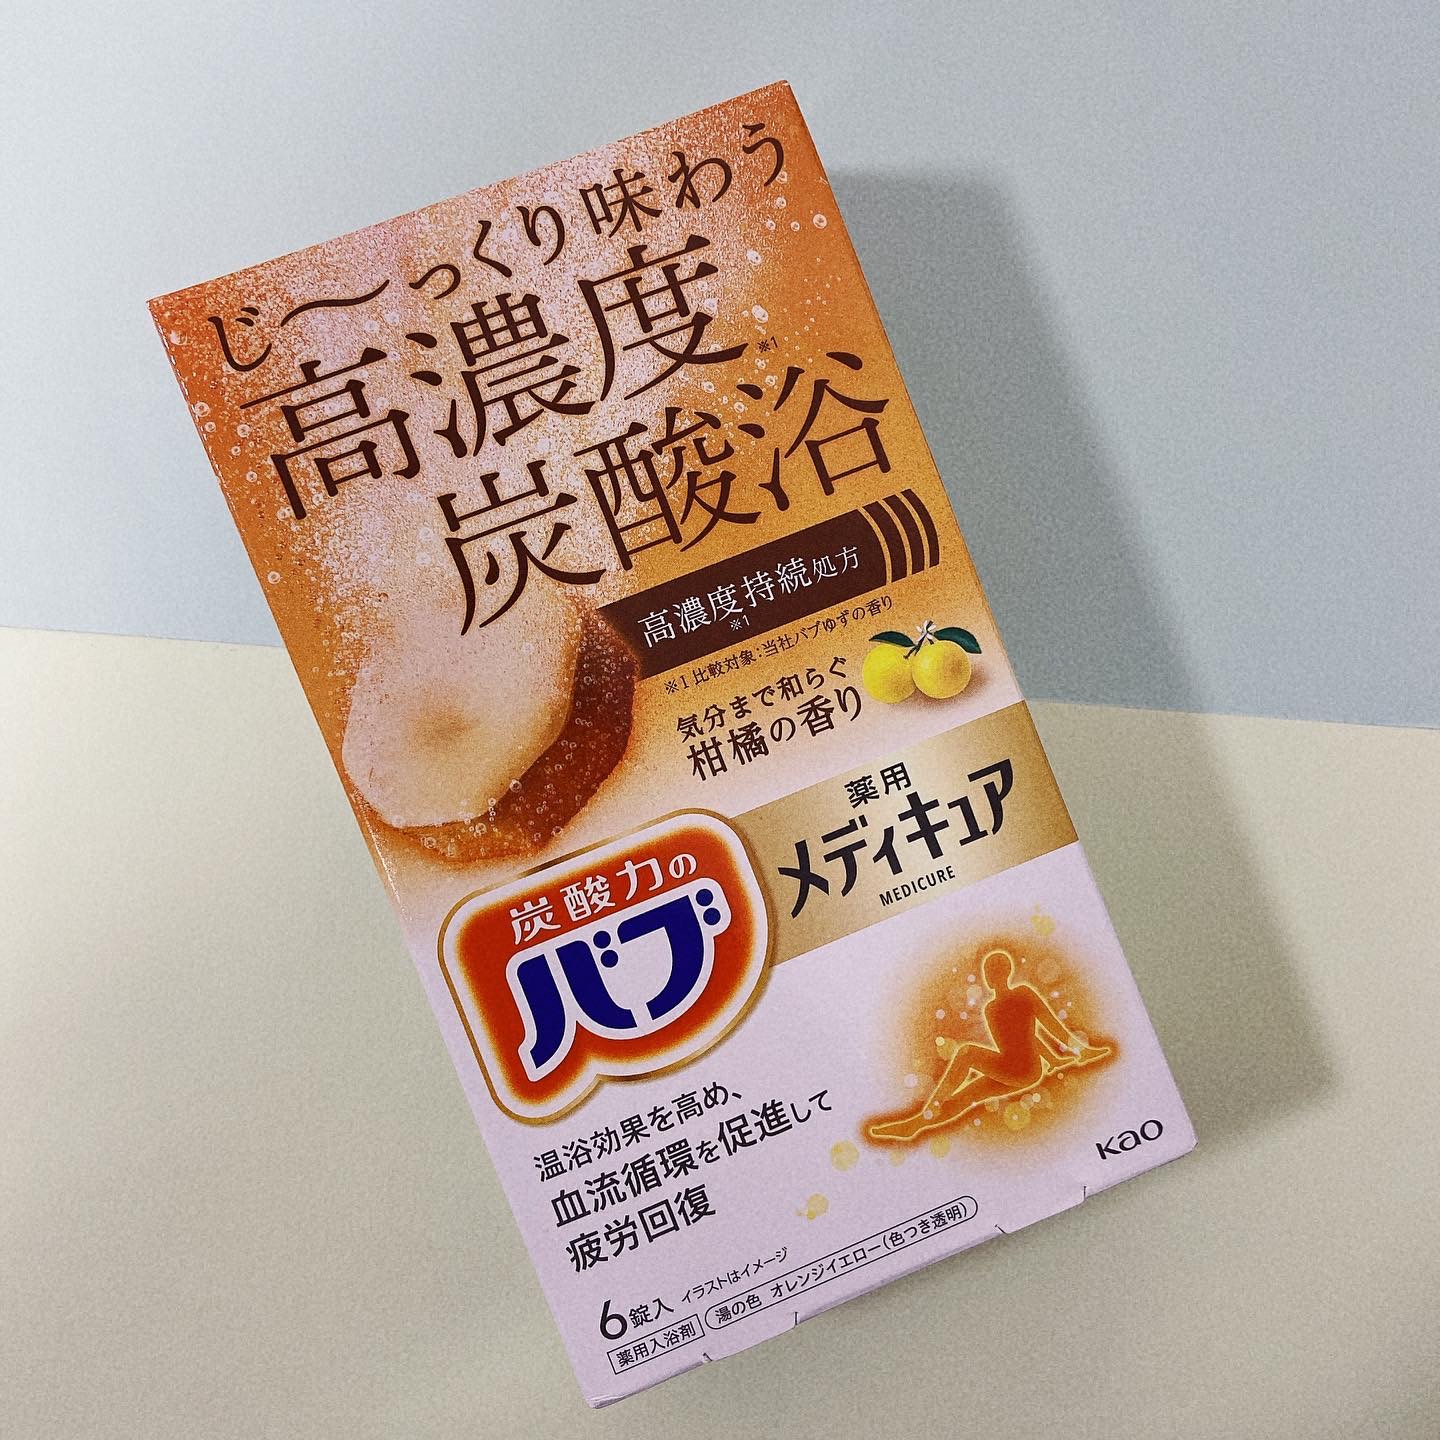 じ〜っくり味わう
高濃度※1
炭酸浴
高濃度※1持続処方
※1 比較対象：当社バブゆずの香り
気分まで和らぐ
柑橘の香り
薬用
メディキュア
MEDICURE
炭酸力の
バブ
温浴効果を高め、
血流循環を促進して
疲労回復
Kao
6錠入 イラストはイメージ
薬用入浴剤 湯の色 オレンジイエロー（色つき透明）